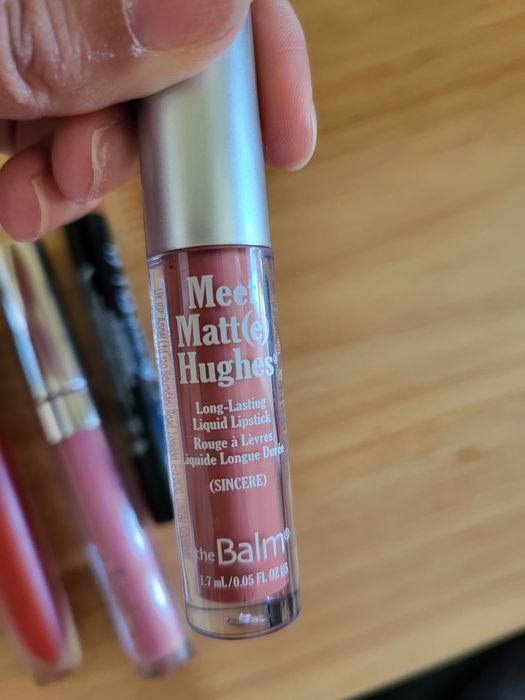 Meet
Matt(e)
Hughes®
Long-Lasting
Liquid Lipstick
Rouge à Lèvres
Liquide Longue Durée
(SINCERE)
theBalm®
1.7 mL/0.05 FL OZ US